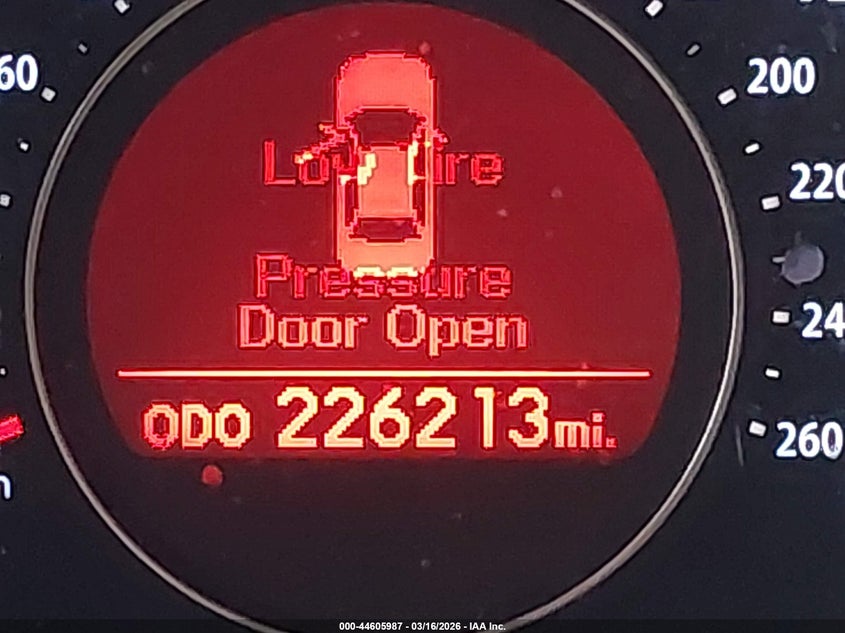 60
200
220
Low Tire
Pressure
Door Open
24
ODO 226213mi.
260
000-44605987 - 03/16/2026 - IAA Inc.